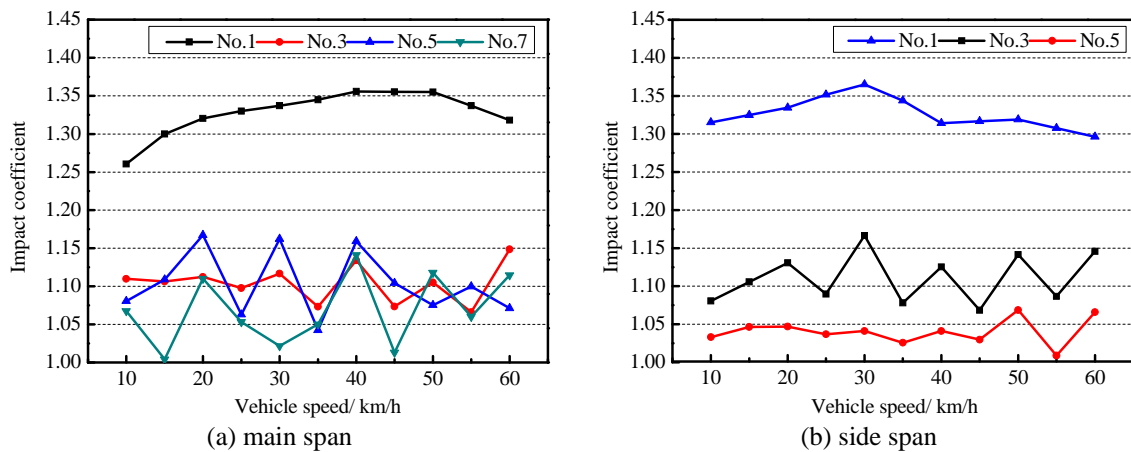 1.45
1.40
1.35
1.30
1.25
1.20
1.15
1.10
1.05
1.00
Impact coefficient
No.1 No.3 No.5 No.7
10 20 30 40 50 60
Vehicle speed/ km/h
(a) main span
1.45
1.40
1.35
1.30
1.25
1.20
1.15
1.10
1.05
1.00
Impact coefficient
No.1 No.3 No.5
10 20 30 40 50 60
Vehicle speed/ km/h
(b) side span